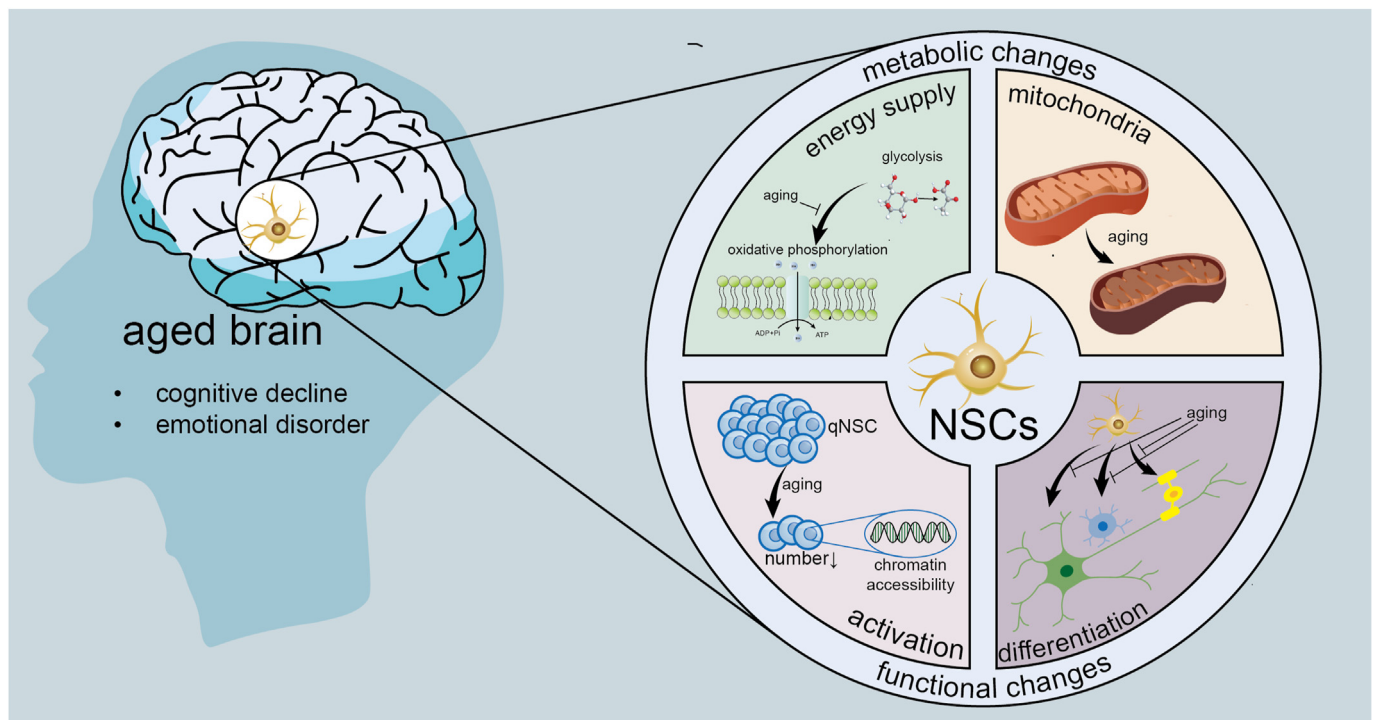 aged brain
• cognitive decline
• emotional disorder
metabolic changes
energy supply
glycolysis
aging
oxidative phosphorylation
ADP+Pi
ATP
mitochondria
aging
NSCs
qNSC
aging
number↓
chromatin
accessibility
activation
aging
differentiation
functional changes